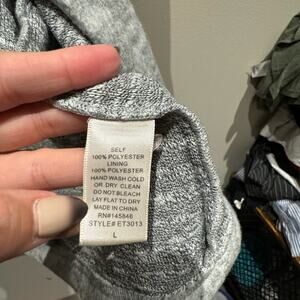 SELF
100% POLYESTER
LINING
100% POLYESTER
HAND WASH COLD
OR DRY CLEAN
DO NOT BLEACH
LAY FLAT TO DRY
MADE IN CHINA
RN#145846
STYLE# ET3013
L